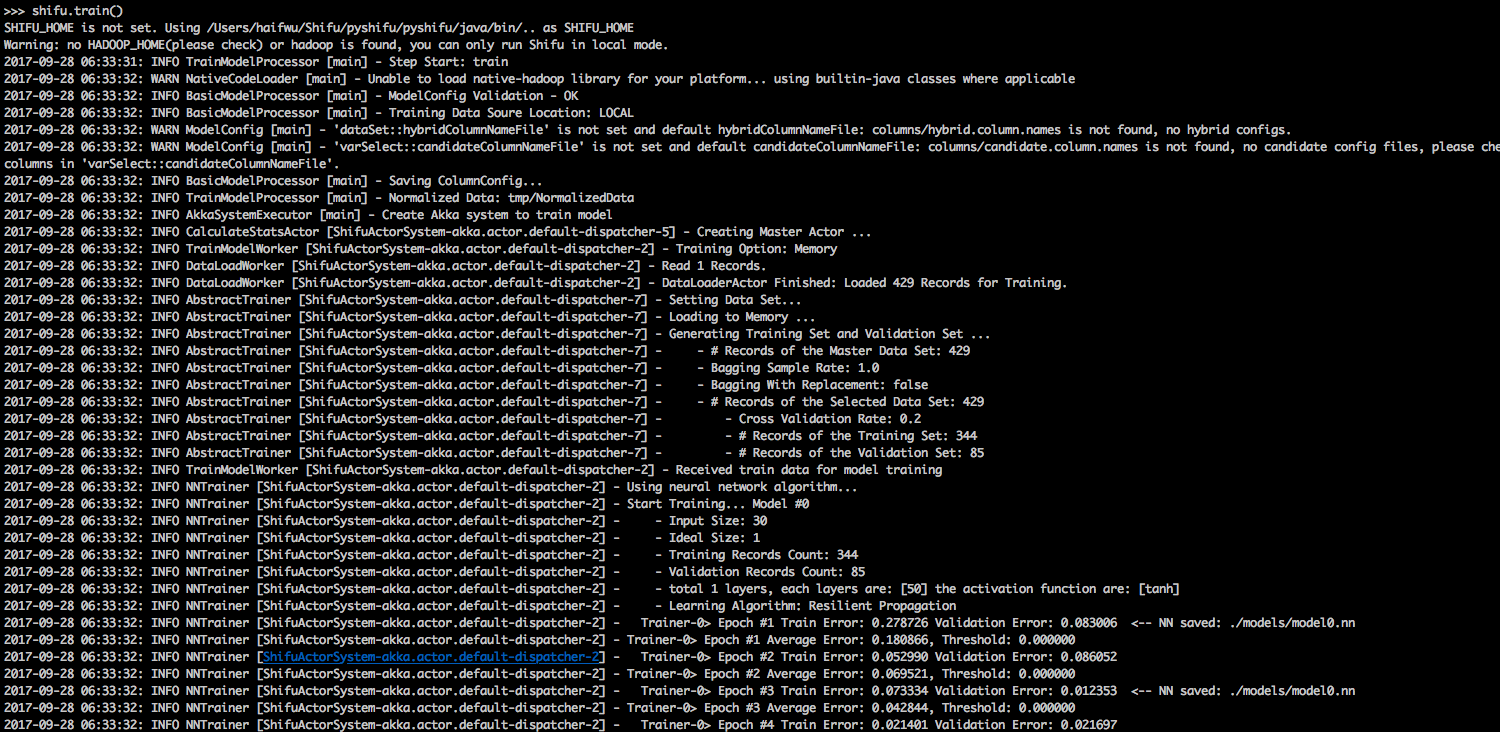 >>> shifu.train()
SHIFU_HOME is not set. Using /Users/haifwu/Shifu/pyshifu/pyshifu/java/bin/.. as SHIFU_HOME
Warning: no HADOOP_HOME(please check) or hadoop is found, you can only run Shifu in local mode.
2017-09-28 06:33:31: INFO TrainModelProcessor [main] - Step Start: train
2017-09-28 06:33:32: WARN NativeCodeLoader [main] - Unable to load native-hadoop library for your platform... using builtin-java classes where applicable
2017-09-28 06:33:32: INFO BasicModelProcessor [main] - ModelConfig Validation - OK
2017-09-28 06:33:32: INFO BasicModelProcessor [main] - Training Data Soure Location: LOCAL
2017-09-28 06:33:32: WARN ModelConfig [main] - 'dataSet::hybridColumnNameFile' is not set and default hybridColumnNameFile: columns/hybrid.column.names is not found, no hybrid configs.
2017-09-28 06:33:32: WARN ModelConfig [main] - 'varSelect::candidateColumnNameFile' is not set and default candidateColumnNameFile: columns/candidate.column.names is not found, no candidate config files, please che
columns in 'varSelect::candidateColumnNameFile'.
2017-09-28 06:33:32: INFO BasicModelProcessor [main] - Saving ColumnConfig...
2017-09-28 06:33:32: INFO TrainModelProcessor [main] - Normalized Data: tmp/NormalizedData
2017-09-28 06:33:32: INFO AkkaSystemExecutor [main] - Create Akka system to train model
2017-09-28 06:33:32: INFO CalculateStatsActor [ShifuActorSystem-akka.actor.default-dispatcher-5] - Creating Master Actor ...
2017-09-28 06:33:32: INFO TrainModelWorker [ShifuActorSystem-akka.actor.default-dispatcher-2] - Training Option: Memory
2017-09-28 06:33:32: INFO DataLoadWorker [ShifuActorSystem-akka.actor.default-dispatcher-2] - Read 1 Records.
2017-09-28 06:33:32: INFO DataLoadWorker [ShifuActorSystem-akka.actor.default-dispatcher-2] - DataLoaderActor Finished: Loaded 429 Records for Training.
2017-09-28 06:33:32: INFO AbstractTrainer [ShifuActorSystem-akka.actor.default-dispatcher-7] - Setting Data Set...
2017-09-28 06:33:32: INFO AbstractTrainer [ShifuActorSystem-akka.actor.default-dispatcher-7] - Loading to Memory ...
2017-09-28 06:33:32: INFO AbstractTrainer [ShifuActorSystem-akka.actor.default-dispatcher-7] - Generating Training Set and Validation Set ...
2017-09-28 06:33:32: INFO AbstractTrainer [ShifuActorSystem-akka.actor.default-dispatcher-7] -     - # Records of the Master Data Set: 429
2017-09-28 06:33:32: INFO AbstractTrainer [ShifuActorSystem-akka.actor.default-dispatcher-7] -     - Bagging Sample Rate: 1.0
2017-09-28 06:33:32: INFO AbstractTrainer [ShifuActorSystem-akka.actor.default-dispatcher-7] -     - Bagging With Replacement: false
2017-09-28 06:33:32: INFO AbstractTrainer [ShifuActorSystem-akka.actor.default-dispatcher-7] -     - # Records of the Selected Data Set: 429
2017-09-28 06:33:32: INFO AbstractTrainer [ShifuActorSystem-akka.actor.default-dispatcher-7] -         - Cross Validation Rate: 0.2
2017-09-28 06:33:32: INFO AbstractTrainer [ShifuActorSystem-akka.actor.default-dispatcher-7] -         - # Records of the Training Set: 344
2017-09-28 06:33:32: INFO AbstractTrainer [ShifuActorSystem-akka.actor.default-dispatcher-7] -         - # Records of the Validation Set: 85
2017-09-28 06:33:32: INFO TrainModelWorker [ShifuActorSystem-akka.actor.default-dispatcher-2] - Received train data for model training
2017-09-28 06:33:32: INFO NNTrainer [ShifuActorSystem-akka.actor.default-dispatcher-2] - Using neural network algorithm...
2017-09-28 06:33:32: INFO NNTrainer [ShifuActorSystem-akka.actor.default-dispatcher-2] - Start Training... Model #0
2017-09-28 06:33:32: INFO NNTrainer [ShifuActorSystem-akka.actor.default-dispatcher-2] -     - Input Size: 30
2017-09-28 06:33:32: INFO NNTrainer [ShifuActorSystem-akka.actor.default-dispatcher-2] -     - Ideal Size: 1
2017-09-28 06:33:32: INFO NNTrainer [ShifuActorSystem-akka.actor.default-dispatcher-2] -     - Training Records Count: 344
2017-09-28 06:33:32: INFO NNTrainer [ShifuActorSystem-akka.actor.default-dispatcher-2] -     - Validation Records Count: 85
2017-09-28 06:33:32: INFO NNTrainer [ShifuActorSystem-akka.actor.default-dispatcher-2] -     - total 1 layers, each layers are: [50] the activation function are: [tanh]
2017-09-28 06:33:32: INFO NNTrainer [ShifuActorSystem-akka.actor.default-dispatcher-2] -     - Learning Algorithm: Resilient Propagation
2017-09-28 06:33:32: INFO NNTrainer [ShifuActorSystem-akka.actor.default-dispatcher-2] -   Trainer-0> Epoch #1 Train Error: 0.278726 Validation Error: 0.083006  <-- NN saved: ./models/model0.nn
2017-09-28 06:33:32: INFO NNTrainer [ShifuActorSystem-akka.actor.default-dispatcher-2] - Trainer-0> Epoch #1 Average Error: 0.180866, Threshold: 0.000000
2017-09-28 06:33:32: INFO NNTrainer [ShifuActorSystem-akka.actor.default-dispatcher-2] -   Trainer-0> Epoch #2 Train Error: 0.052990 Validation Error: 0.086052
2017-09-28 06:33:32: INFO NNTrainer [ShifuActorSystem-akka.actor.default-dispatcher-2] - Trainer-0> Epoch #2 Average Error: 0.069521, Threshold: 0.000000
2017-09-28 06:33:32: INFO NNTrainer [ShifuActorSystem-akka.actor.default-dispatcher-2] -   Trainer-0> Epoch #3 Train Error: 0.073334 Validation Error: 0.012353  <-- NN saved: ./models/model0.nn
2017-09-28 06:33:32: INFO NNTrainer [ShifuActorSystem-akka.actor.default-dispatcher-2] - Trainer-0> Epoch #3 Average Error: 0.042844, Threshold: 0.000000
2017-09-28 06:33:32: INFO NNTrainer [ShifuActorSystem-akka.actor.default-dispatcher-2] -   Trainer-0> Epoch #4 Train Error: 0.021401 Validation Error: 0.021697